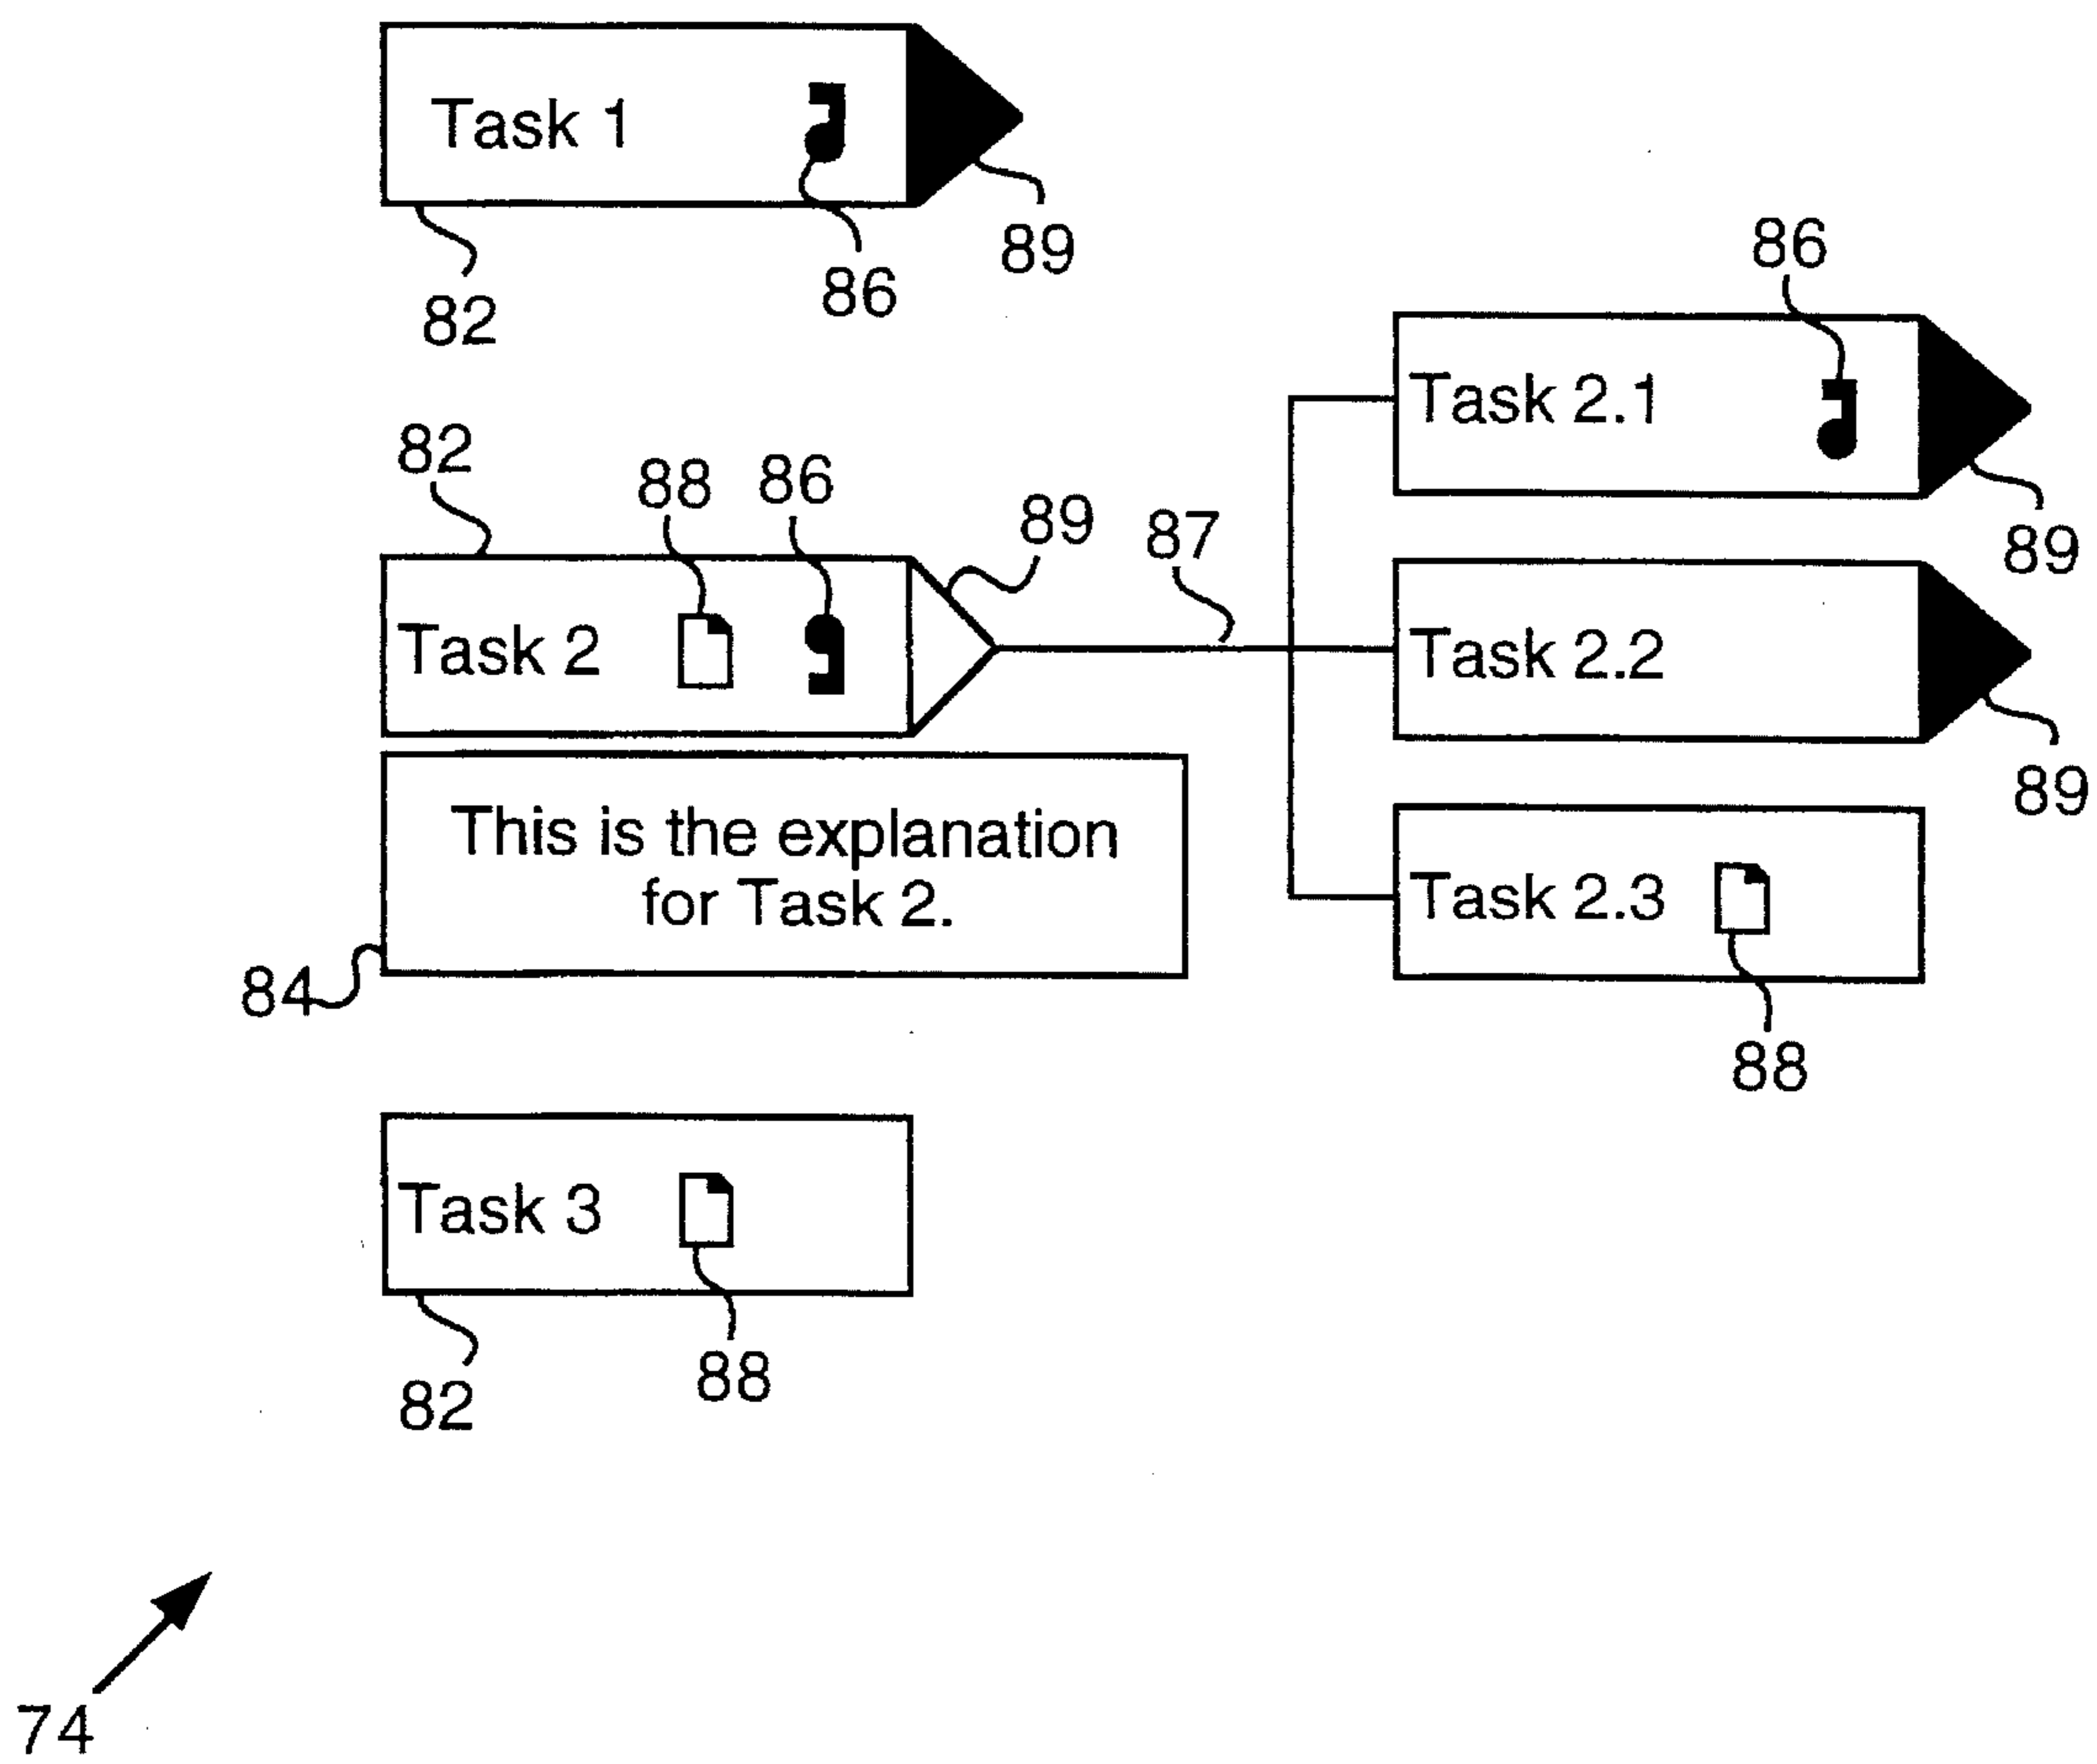 Task 1
89
86
82
86
Task 2.1
89
82
88
86
89
87
Task 2
Task 2.2
89
This is the explanation
for Task 2.
84
Task 2.3
88
Task 3
88
82
74